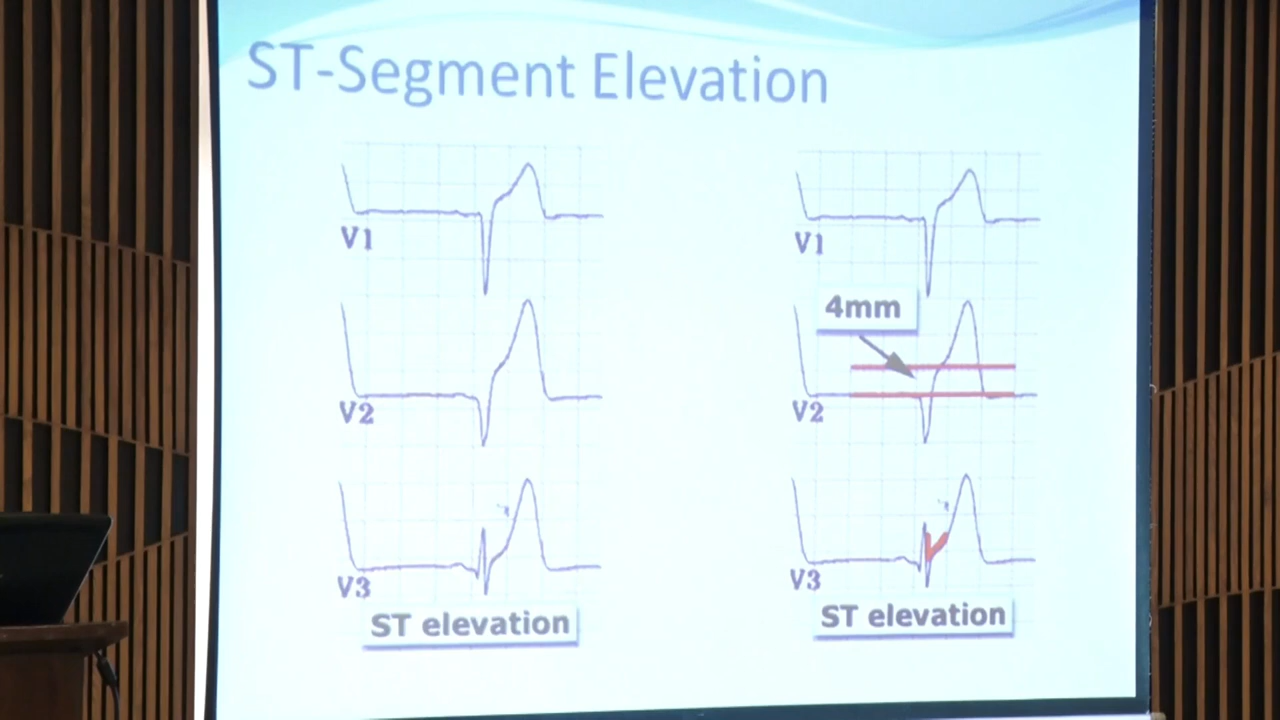 ST-Segment Elevation
V1
V2
V3
ST elevation
V1
4mm
V2
V3
ST elevation